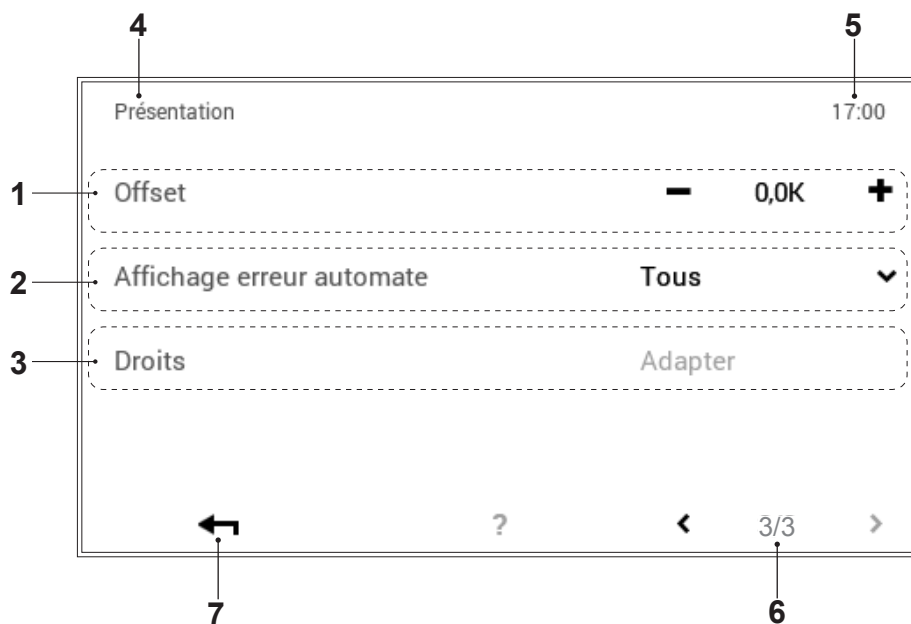 4 5
Présentation 17:00
1 Offset − 0,0K +
2 Affichage erreur automate Tous
3 Droits Adapter
? < 3/3 >
7 6